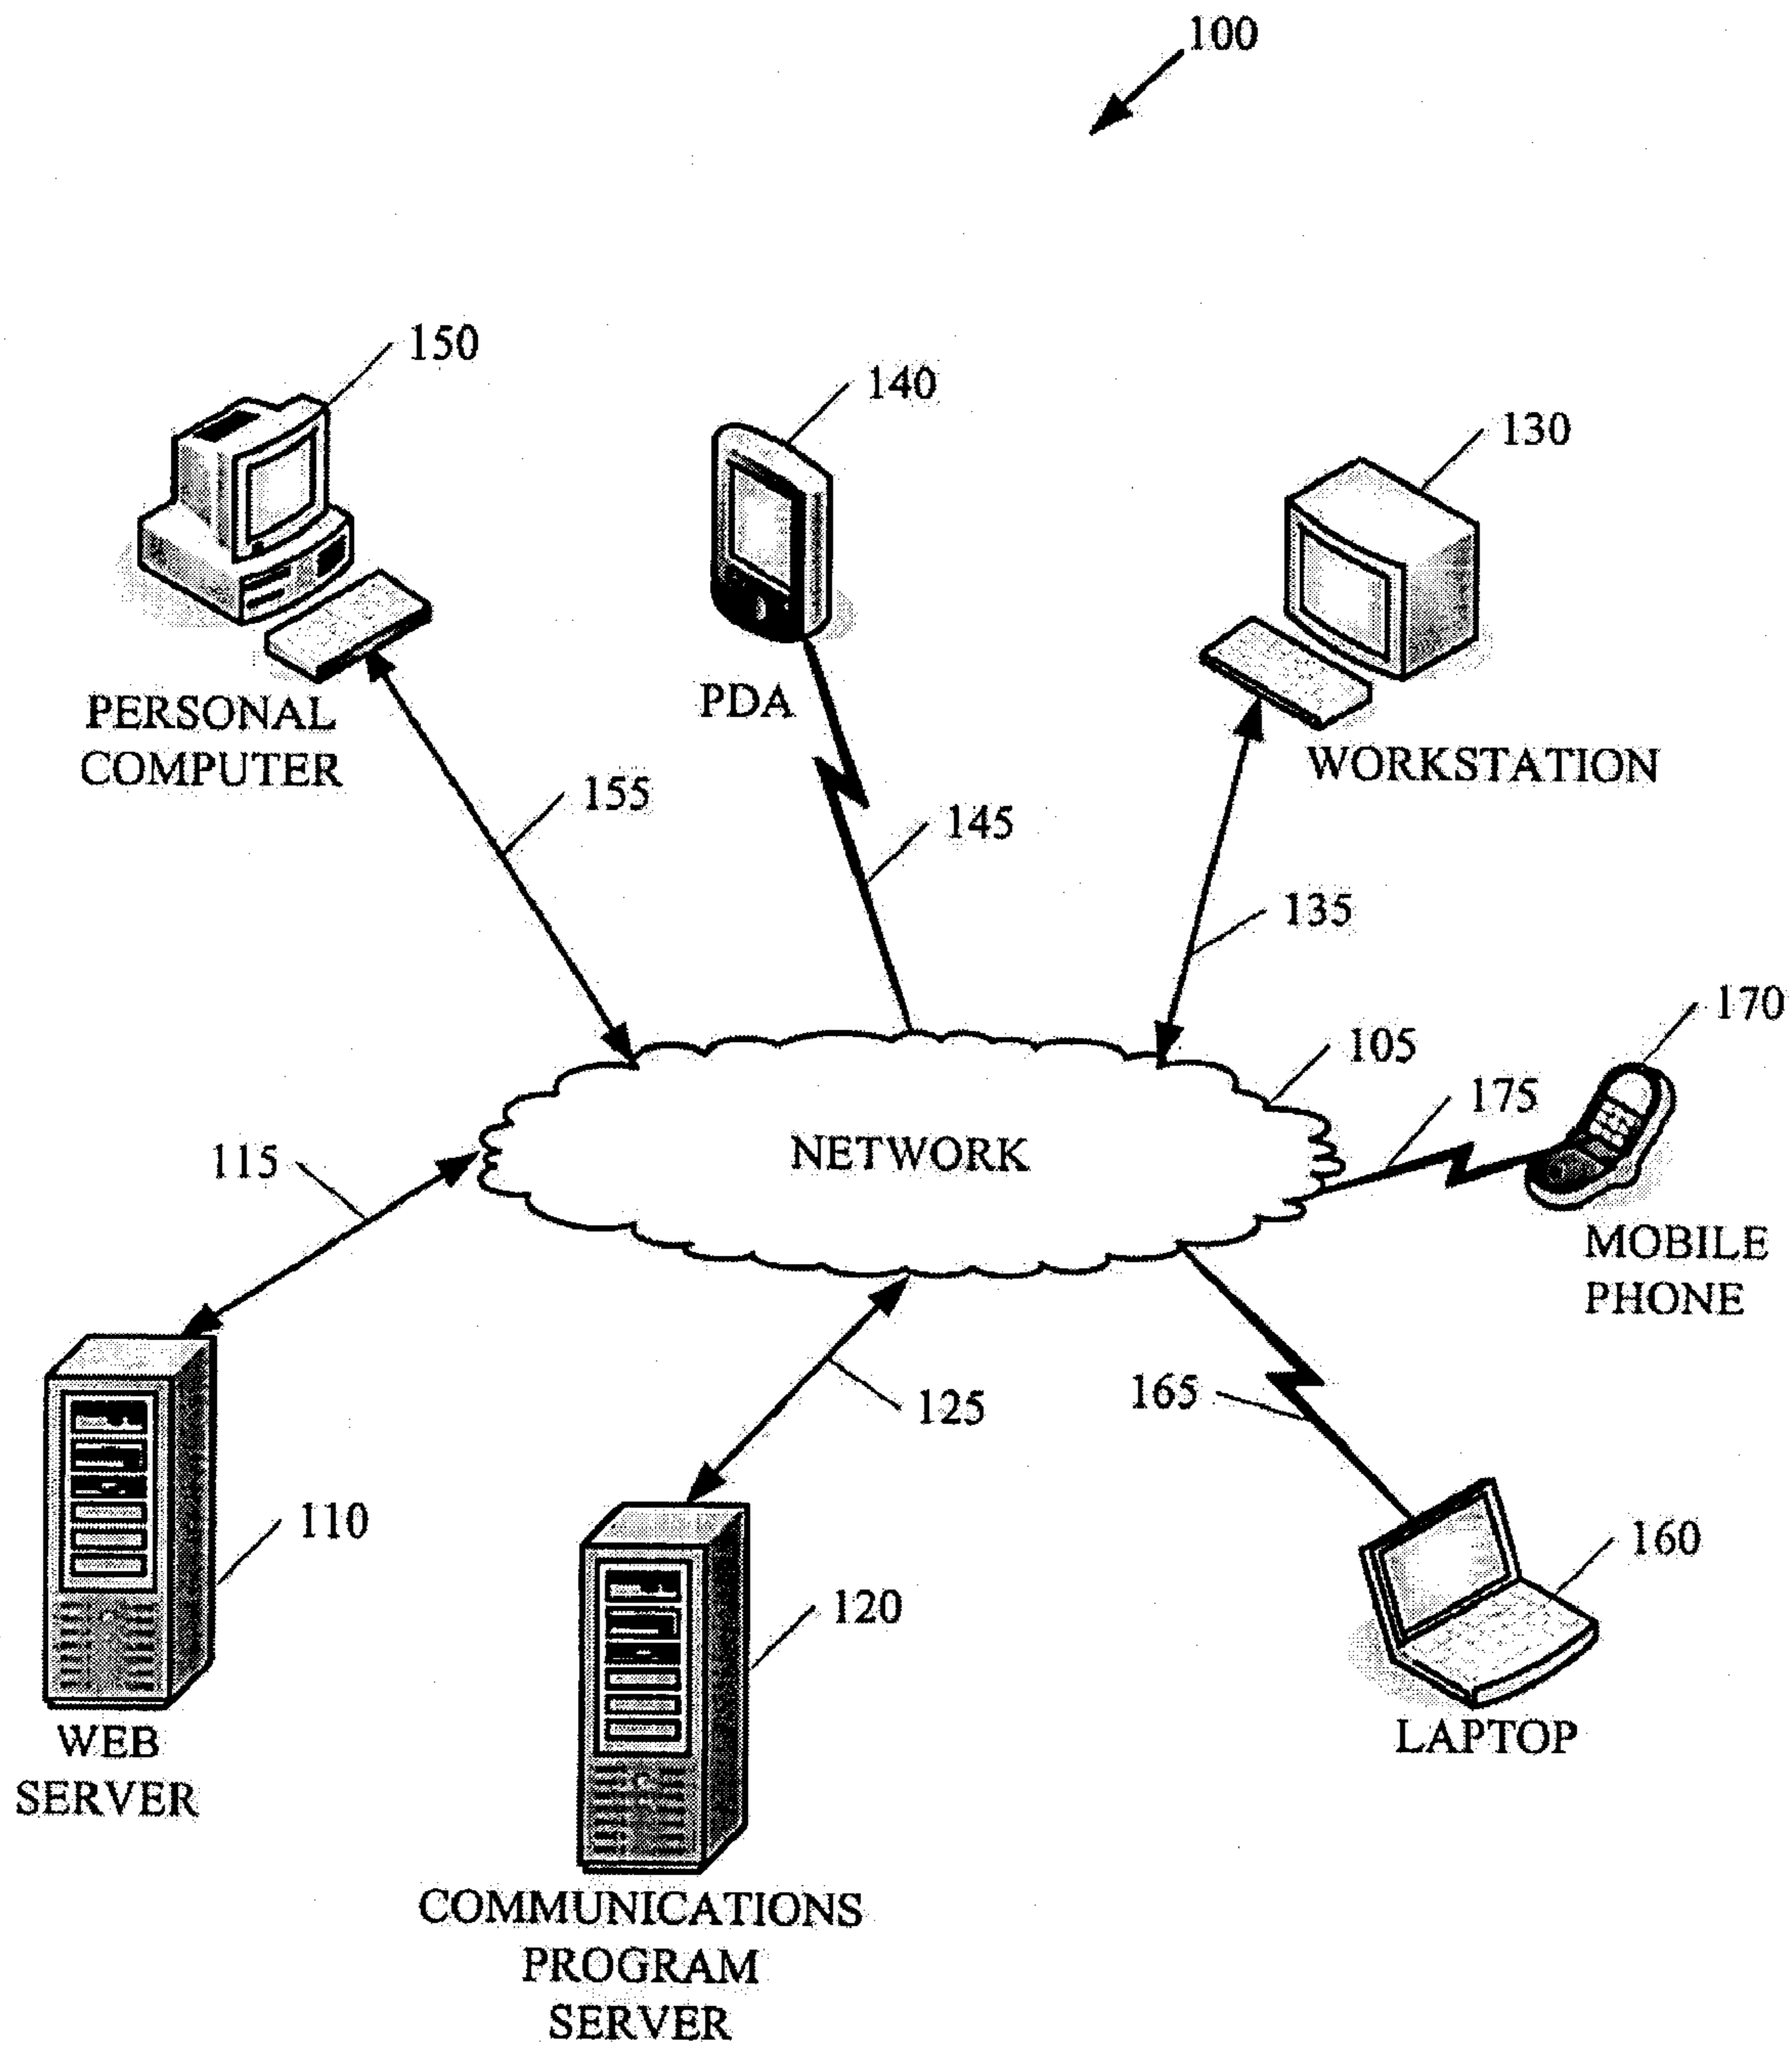 100
150
140
130
PERSONAL
COMPUTER
PDA
WORKSTATION
155
145
135
170
105
175
NETWORK
115
MOBILE
PHONE
125
165
110
160
120
WEB
SERVER
LAPTOP
COMMUNICATIONS
PROGRAM
SERVER